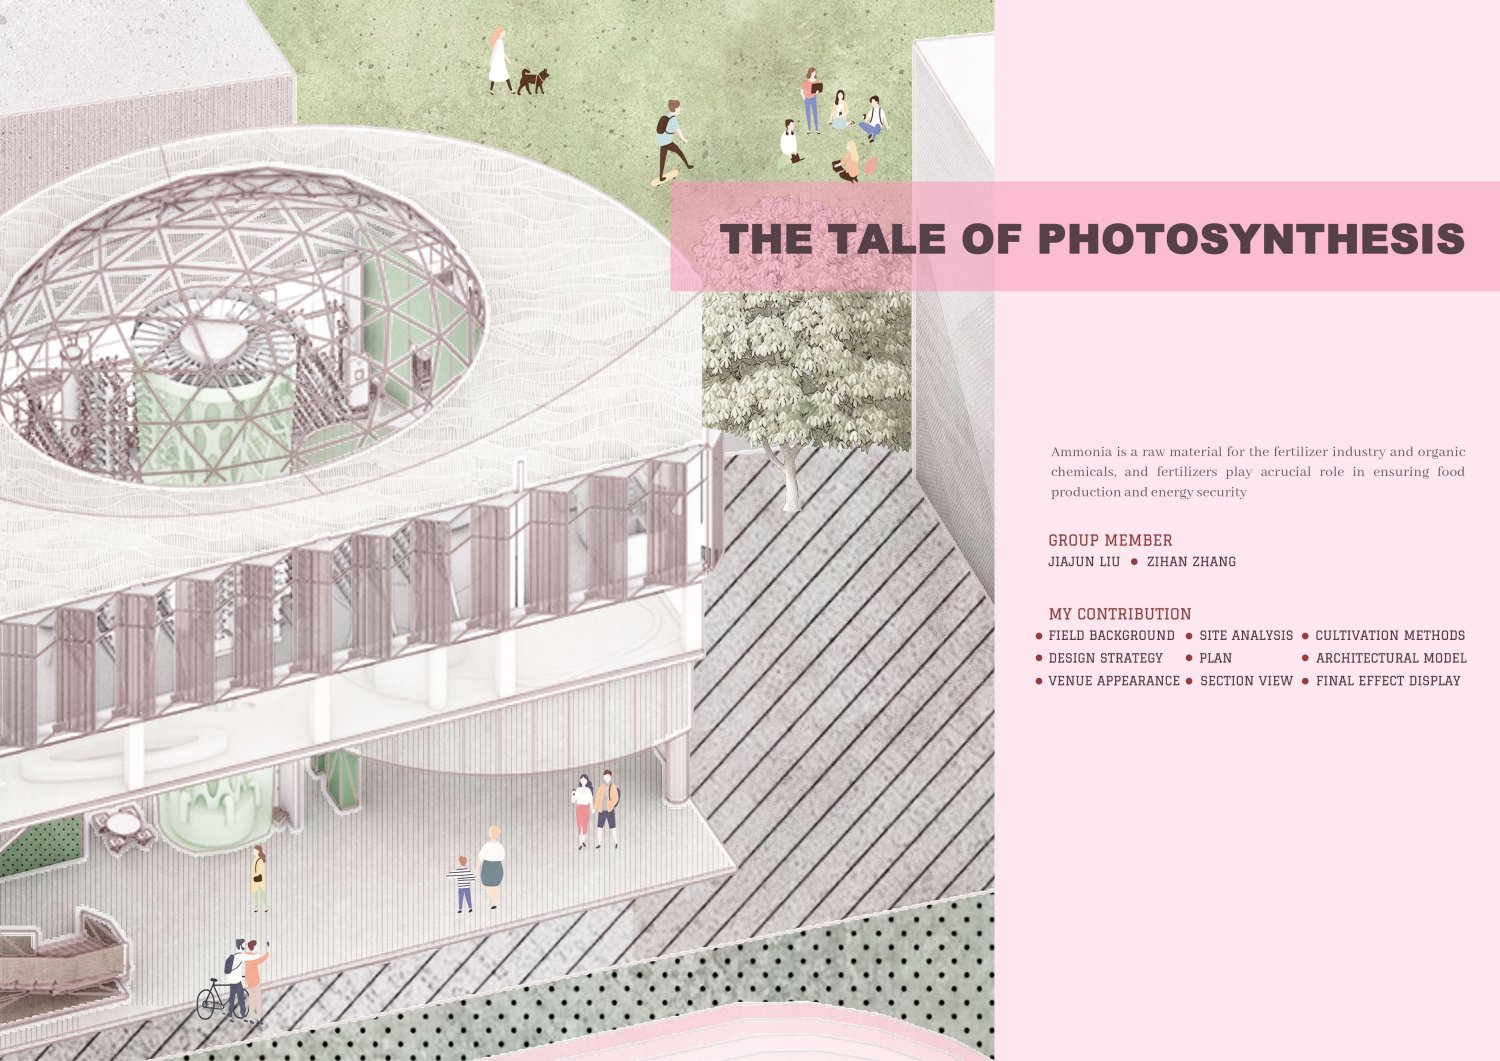 THE TALE OF PHOTOSYNTHESIS
Ammonia is a raw material for the fertilizer industry and organic
chemicals, and fertilizers play acrucial role in ensuring food
production and energy security
GROUP MEMBER
JIAJUN LIU ● ZIHAN ZHANG
MY CONTRIBUTION
● FIELD BACKGROUND ● SITE ANALYSIS ● CULTIVATION METHODS
● DESIGN STRATEGY ● PLAN ● ARCHITECTURAL MODEL
● VENUE APPEARANCE ● SECTION VIEW ● FINAL EFFECT DISPLAY